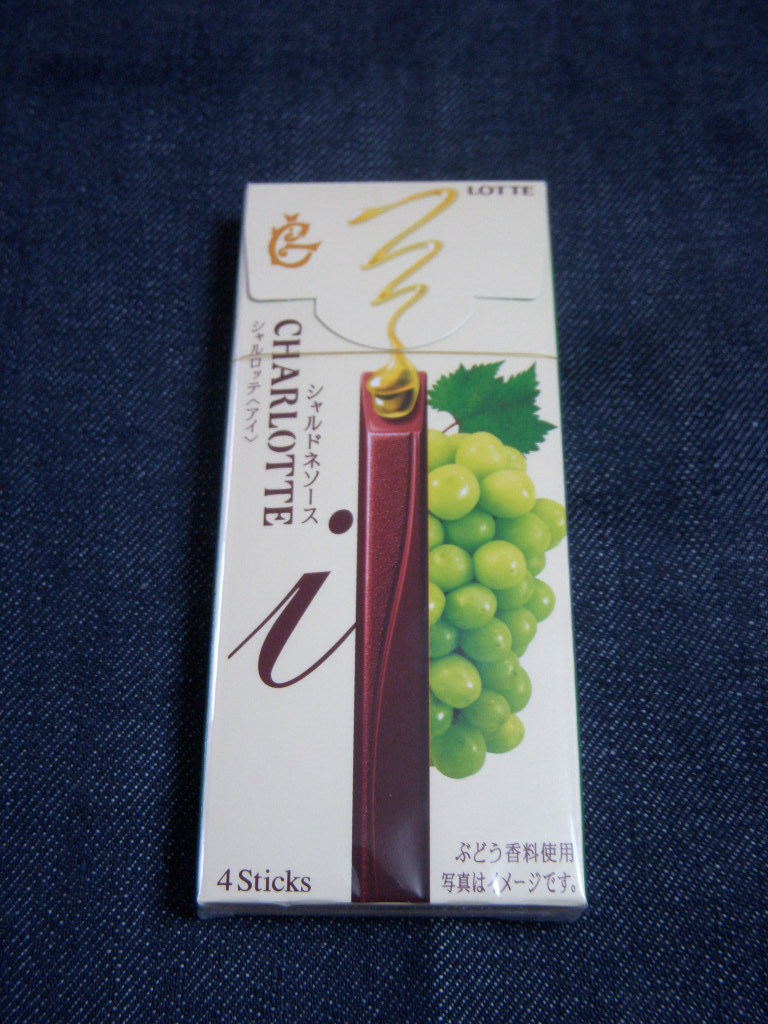 LOTTE
CHARLOTTE
シャルロッテ〈アイ〉
シャルドネソース
i
4 Sticks
ぶどう香料使用
写真はイメージです。